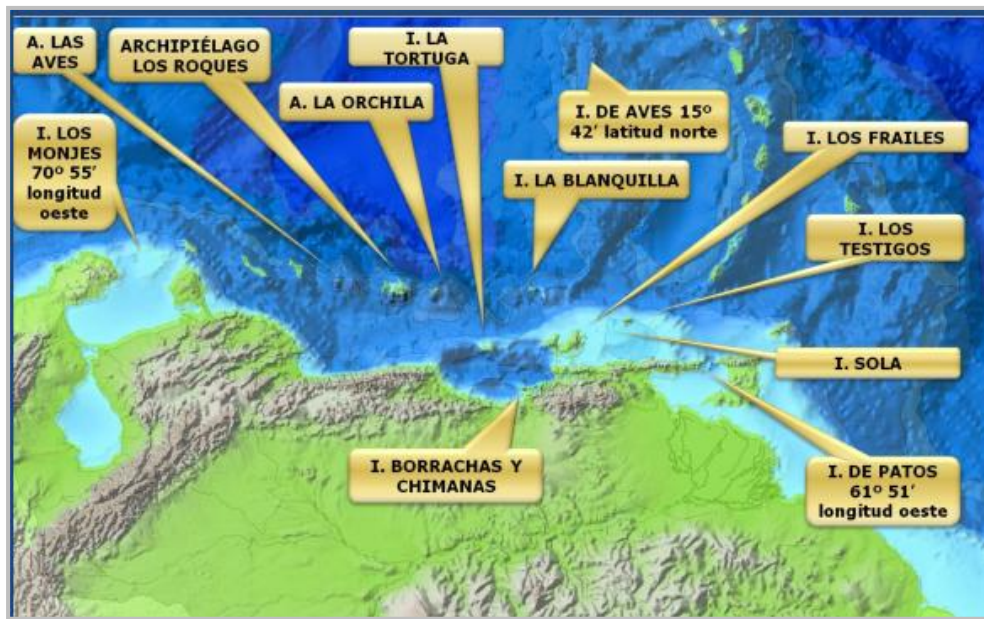 A. LAS
AVES
ARCHIPIÉLAGO
LOS ROQUES
I. LA
TORTUGA
A. LA ORCHILA
I. DE AVES 15º
42' latitud norte
I. LOS FRAILES
I. LOS
MONJES
70º 55'
longitud
oeste
I. LA BLANQUILLA
I. LOS
TESTIGOS
I. SOLA
I. BORRACHAS Y
CHIMANAS
I. DE PATOS
61º 51'
longitud oeste